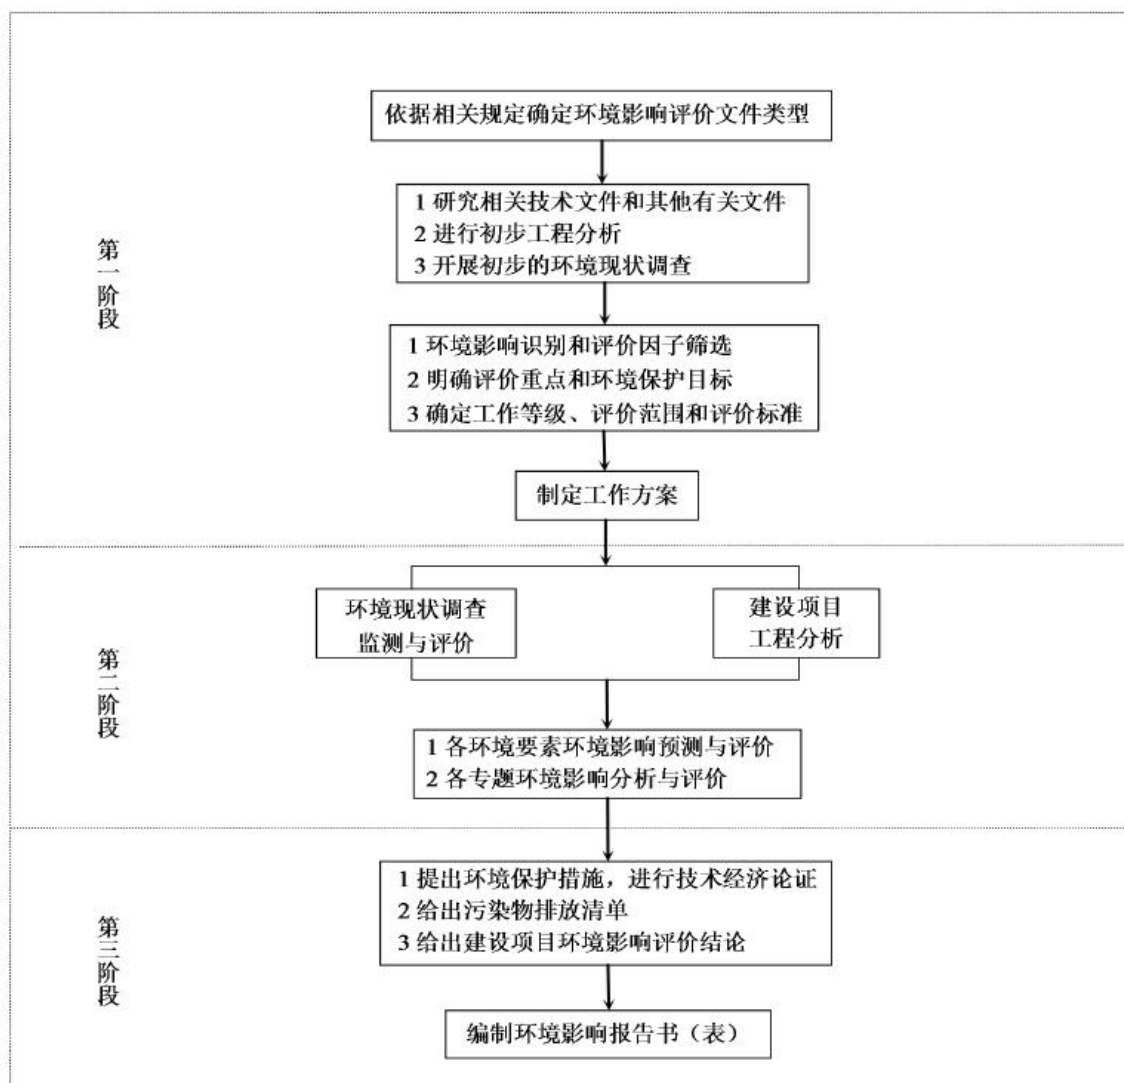 依据相关规定确定环境影响评价文件类型
1 研究相关技术文件和其他有关文件
2 进行初步工程分析
3 开展初步的环境现状调查
第一阶段
1 环境影响识别和评价因子筛选
2 明确评价重点和环境保护目标
3 确定工作等级、评价范围和评价标准
制定工作方案
环境现状调查
监测与评价
建设项目
工程分析
第二阶段
1 各环境要素环境影响预测与评价
2 各专题环境影响分析与评价
1 提出环境保护措施，进行技术经济论证
2 给出污染物排放清单
3 给出建设项目环境影响评价结论
第三阶段
编制环境影响报告书（表）